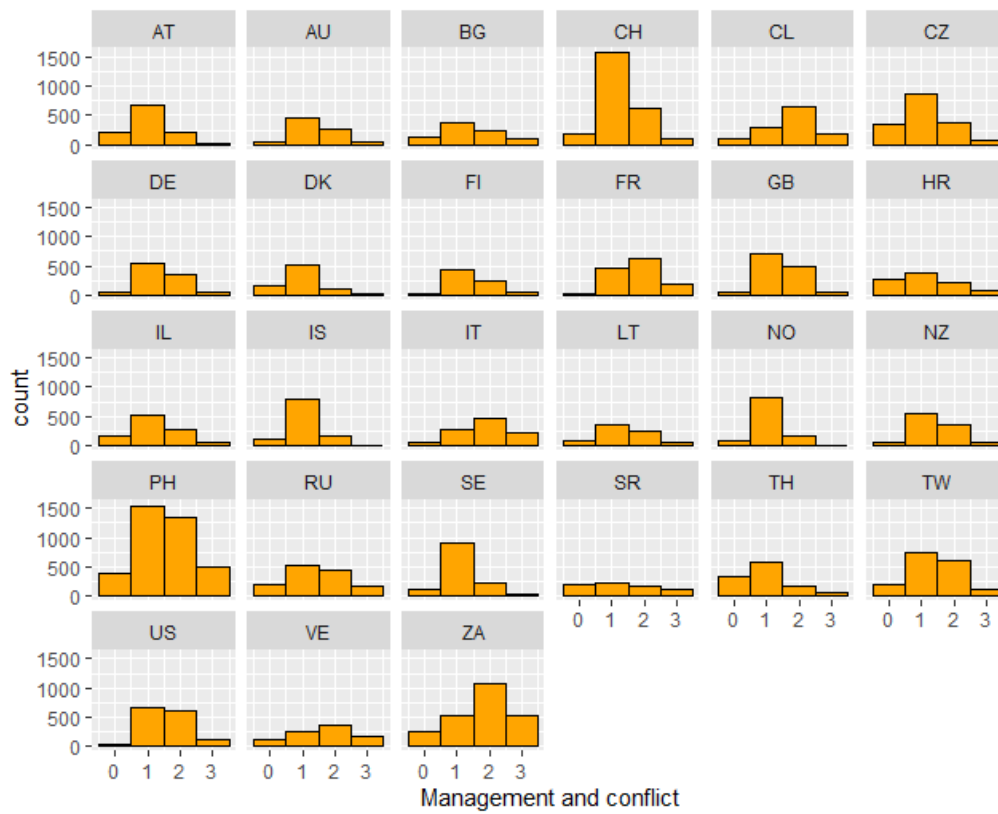 AT AU BG CH CL CZ
1500
1000
500
0
DE DK FI FR GB HR
1500
1000
500
0
IL IS IT LT NO NZ
1500
1000
500
0
PH RU SE SR TH TW
1500
1000
500
0
0 1 2 3 0 1 2 3 0 1 2 3
US VE ZA
1500
1000
500
0
0 1 2 3 0 1 2 3 0 1 2 3
count
Management and conflict